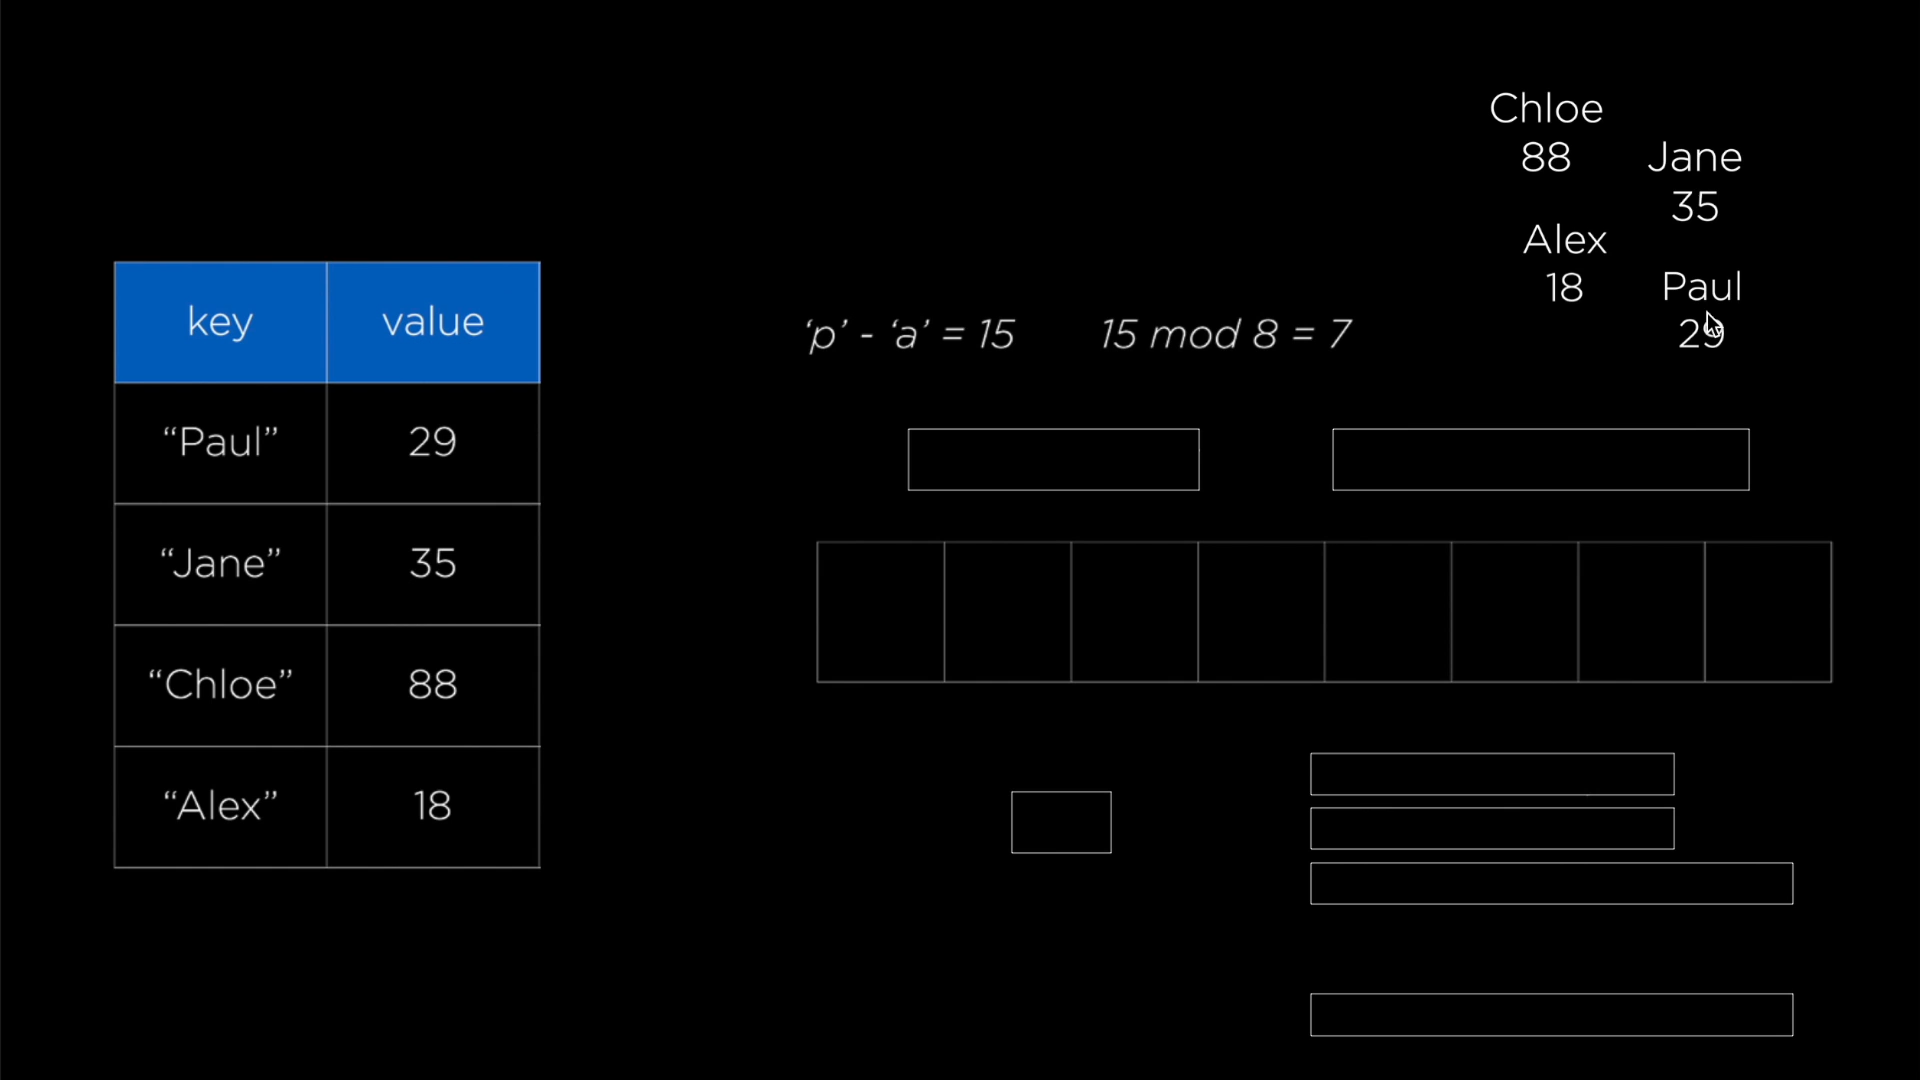 key value
“Paul” 29
“Jane” 35
“Chloe” 88
“Alex” 18
‘p’ - ‘a’ = 15
15 mod 8 = 7
Chloe
88
Jane
35
Alex
18
Paul
29